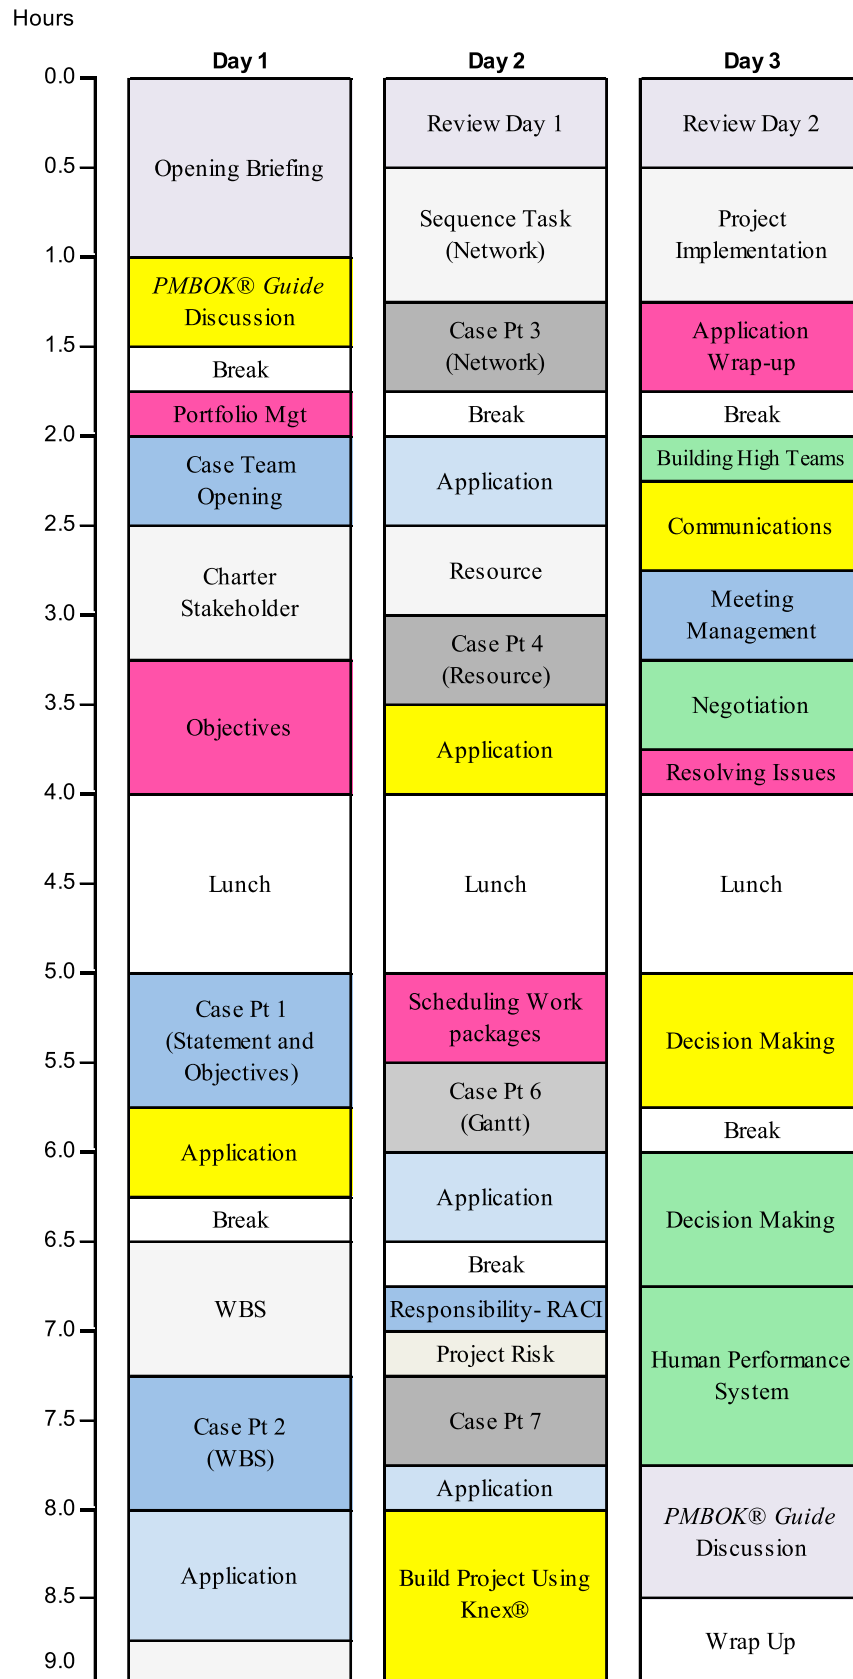 Hours
Day 1
Day 2
Day 3
0.0
0.5
1.0
1.5
2.0
2.5
3.0
3.5
4.0
4.5
5.0
5.5
6.0
6.5
7.0
7.5
8.0
8.5
9.0
Opening Briefing
PMBOK® Guide
Discussion
Break
Portfolio Mgt
Case Team
Opening
Charter
Stakeholder
Objectives
Lunch
Case Pt 1
(Statement and
Objectives)
Application
Break
WBS
Case Pt 2
(WBS)
Application
Review Day 1
Sequence Task
(Network)
Case Pt 3
(Network)
Break
Application
Resource
Case Pt 4
(Resource)
Application
Lunch
Scheduling Work
packages
Case Pt 6
(Gantt)
Application
Break
Responsibility- RACI
Project Risk
Case Pt 7
Application
Build Project Using
Knex®
Review Day 2
Project
Implementation
Application
Wrap-up
Break
Building High Teams
Communications
Meeting
Management
Negotiation
Resolving Issues
Lunch
Decision Making
Break
Decision Making
Human Performance
System
PMBOK® Guide
Discussion
Wrap Up